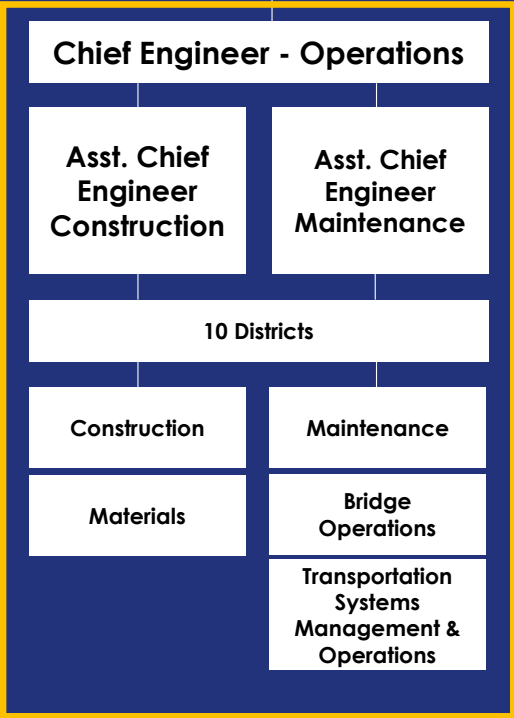 Chief Engineer - Operations
Asst. Chief
Engineer
Construction
Asst. Chief
Engineer
Maintenance
10 Districts
Construction
Materials
Maintenance
Bridge
Operations
Transportation
Systems
Management &
Operations